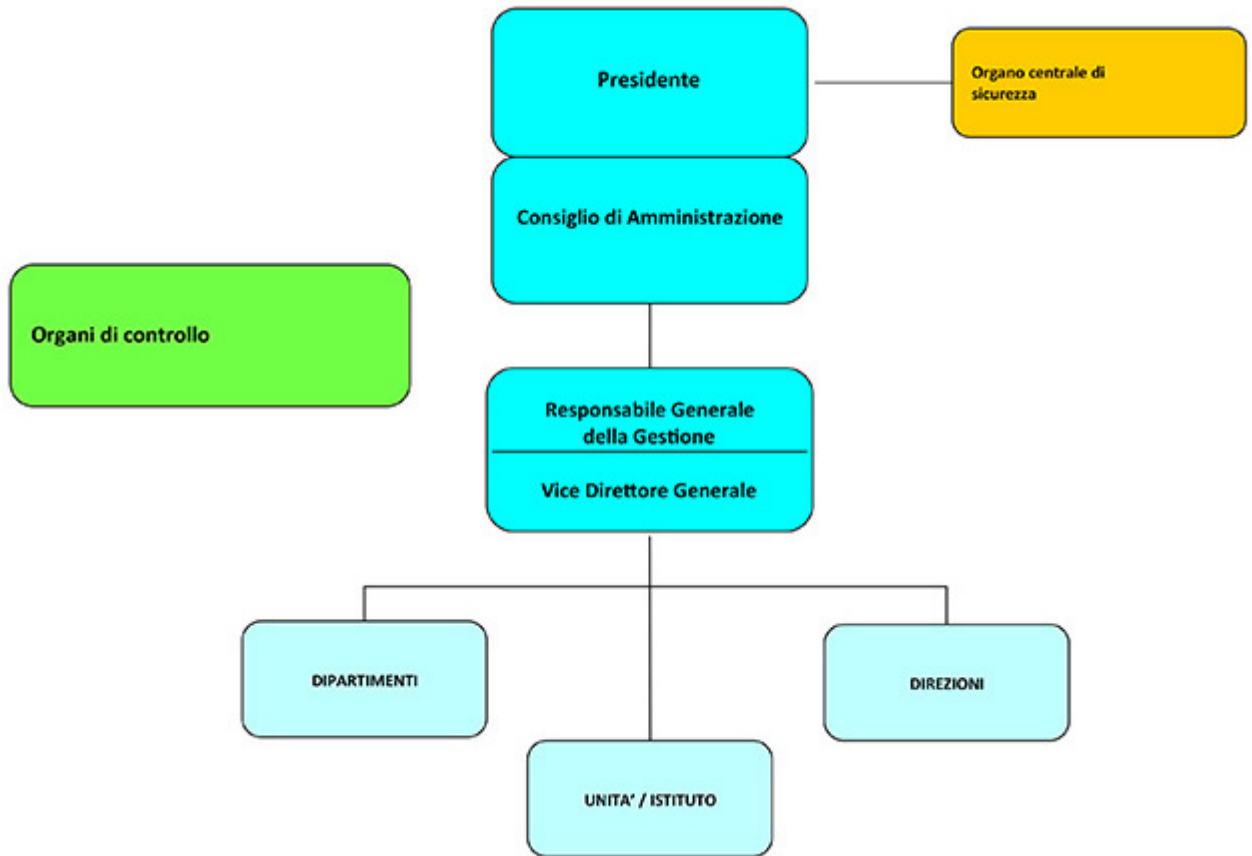 Presidente
Organo centrale di
sicurezza
Consiglio di Amministrazione
Organi di controllo
Responsabile Generale
della Gestione
Vice Direttore Generale
DIPARTIMENTI
DIREZIONI
UNITA’ / ISTITUTO